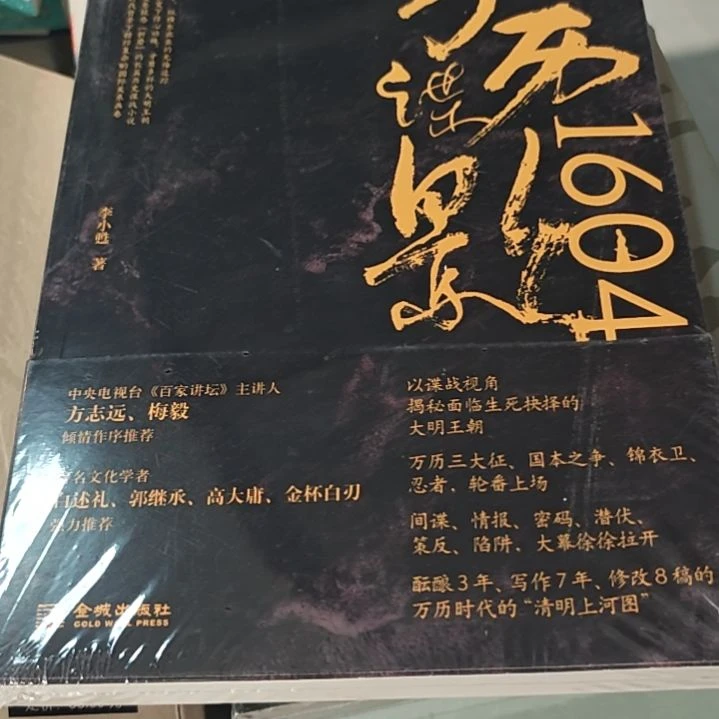 谍影
1604
李小甦 著
中央电视台《百家讲坛》主讲人
方志远、梅毅
倾情作序推荐
名文化学者
述礼、郭继承、高大庸、金杯白刃
力推荐
金城出版社
GOLD WALL PRESS
以谍战视角
揭秘面临生死抉择的
大明王朝
万历三大征、国本之争、锦衣卫、
忍者，轮番上场
间谍、情报、密码、潜伏、
策反、陷阱，大幕徐徐拉开
酝酿3年、写作7年、修改8稿的
万历时代的“清明上河图”